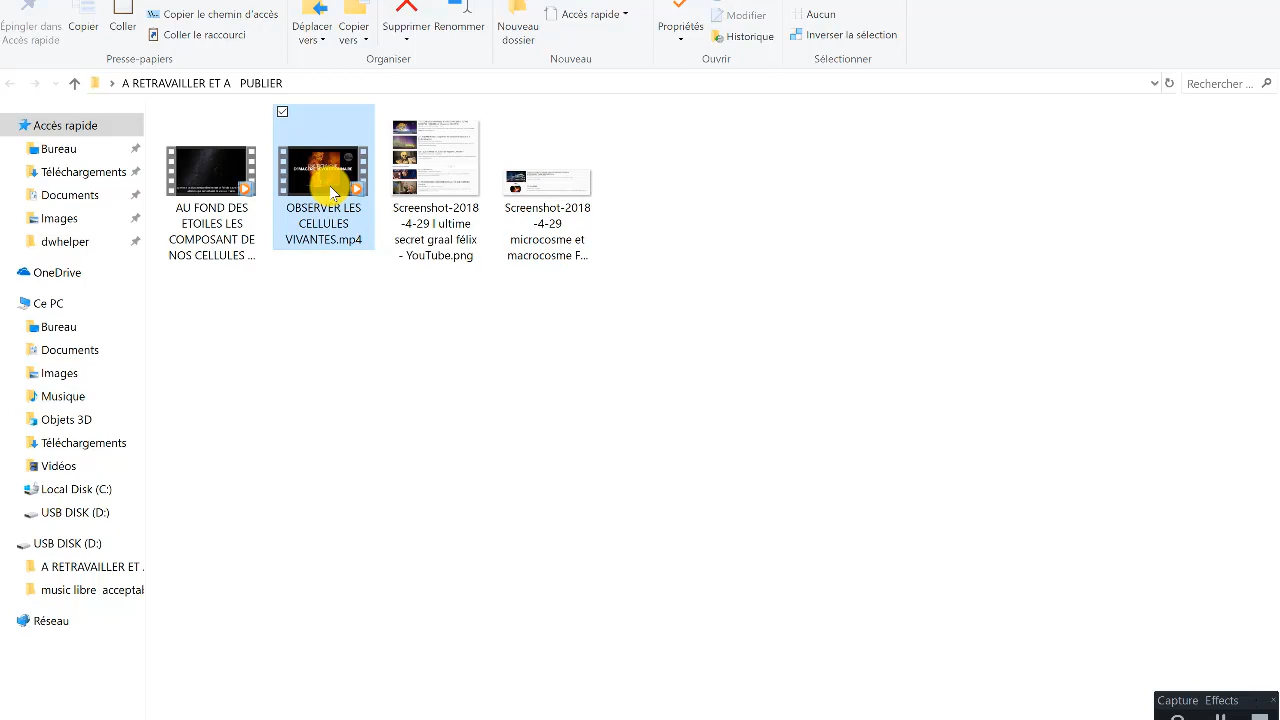 Épingler dans
Accès rapide
Copier
Coller
Copier le chemin d'accès
Coller le raccourci
Presse-papiers
Déplacer
vers
Copier
vers
Supprimer
Renommer
Organiser
Nouveau
dossier
Accès rapide
Nouveau
Propriétés
Modifier
Historique
Ouvrir
Aucun
Inverser la sélection
Sélectionner
A RETRAVAILLER ET A PUBLIER
Rechercher ...
Accès rapide
Bureau
Téléchargements
Documents
Images
dwhelper
OneDrive
Ce PC
Bureau
Documents
Images
Musique
Objets 3D
Téléchargements
Vidéos
Local Disk (C:)
USB DISK (D:)
USB DISK (D:)
A RETRAVAILLER ET .
music libre acceptal
Réseau
AU FOND DES
ETOILES LES
COMPOSANT DE
NOS CELLULES ...
OBSERVER LES
CELLULES
VIVANTES.mp4
Screenshot-2018
-4-29 l ultime
secret graal félix
- YouTube.png
Screenshot-2018
-4-29
microcosme et
macrocosme F...
Capture Effects